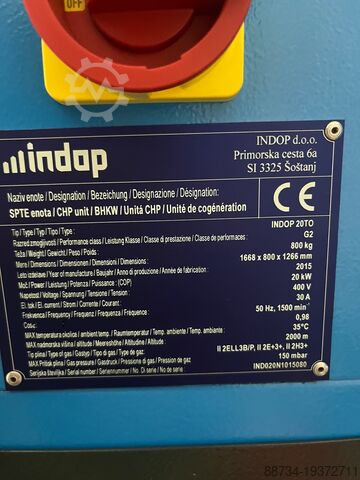 OFF
indop
INDOP d.o.o.
Primorska cesta 6a
SI 3325 Šoštanj
Naziv enote / Designation / Bezeichung / Designazione / Désignation:
SPTE enota / CHP unit / BHKW / Unitá CHP / Unité de cogénération
CE
Tip / Type / Typ / Tipo / Type: INDOP 20TO
Razred zmogljivosti / Performance class / Leistung Klasse / Classe di prestazione / Classe de performaces: G2
Teža / Weight / Gewicht / Peso / Poids: 800 kg
Mere / Dimensions / Dimensionen / Dimensioni / Dimensions: 1668 x 800 x 1266 mm
Leto izdelave / Year of manufacture / Baujahr / Anno di produzione / Année de fabrication: 2015
Moč / Power / Leistung / Potenza / Puissance: (COP) 20 kW
Napetost / Voltage / Spannung / Tensione / Tension: 400 V
El. tok / El. current / Strom / Corrente / Courant: 30 A
Frekvenca / Frequency / Frequenz / Frequenza / Fréquence: 50 Hz, 1500 min⁻¹
Cosφ: 0,98
MAX temperatura okolice / ambient temp. / Raumtemperatur / Temp. ambiente / Temp. ambiante: 35°C
MAX nadmorska višina / altitude / Meereshöhe / Altitudine / Altitude: 2000 m
Tip plina / Type of gas / Gastyp / Tipo di gas / Type de gaz: II 2ELL3B/P, II 2E+3+, II 2H3+
MAX Pritisk plina / Gas pressure / Gasdruck / Pressione di gas / Pression de gaz: 150 mbar
Serijska številka / Serial number / Seriennummer / No. Di serie / No de serie: IND020N1015080
88734-19372711